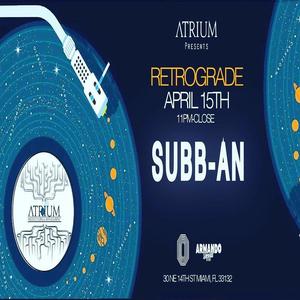 ATRIUM
PRESENTS
RETROGRADE
APRIL 15TH
11PM-CLOSE
SUBB-AN
ATRIUM
ARMANDO
30 NE 14TH ST MIAMI, FL 33132